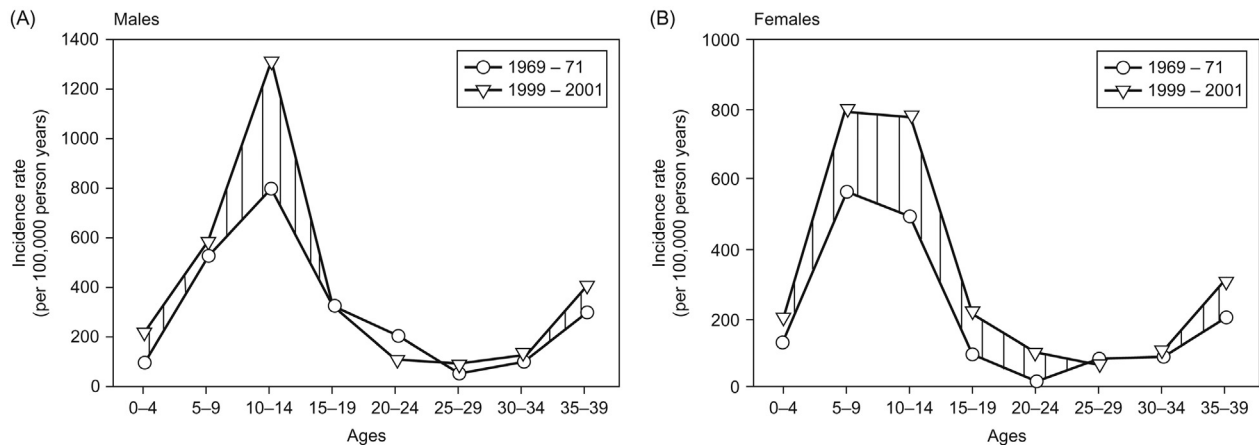 (A) Males
1400
1200
1000
800
600
400
200
0
Incidence rate
(per 100,000 person years)
1969 – 71
1999 – 2001
0–4 5–9 10–14 15–19 20–24 25–29 30–34 35–39
Ages
(B) Females
1000
800
600
400
200
0
Incidence rate
(per 100,000 person years)
1969 – 71
1999 – 2001
0–4 5–9 10–14 15–19 20–24 25–29 30–34 35–39
Ages